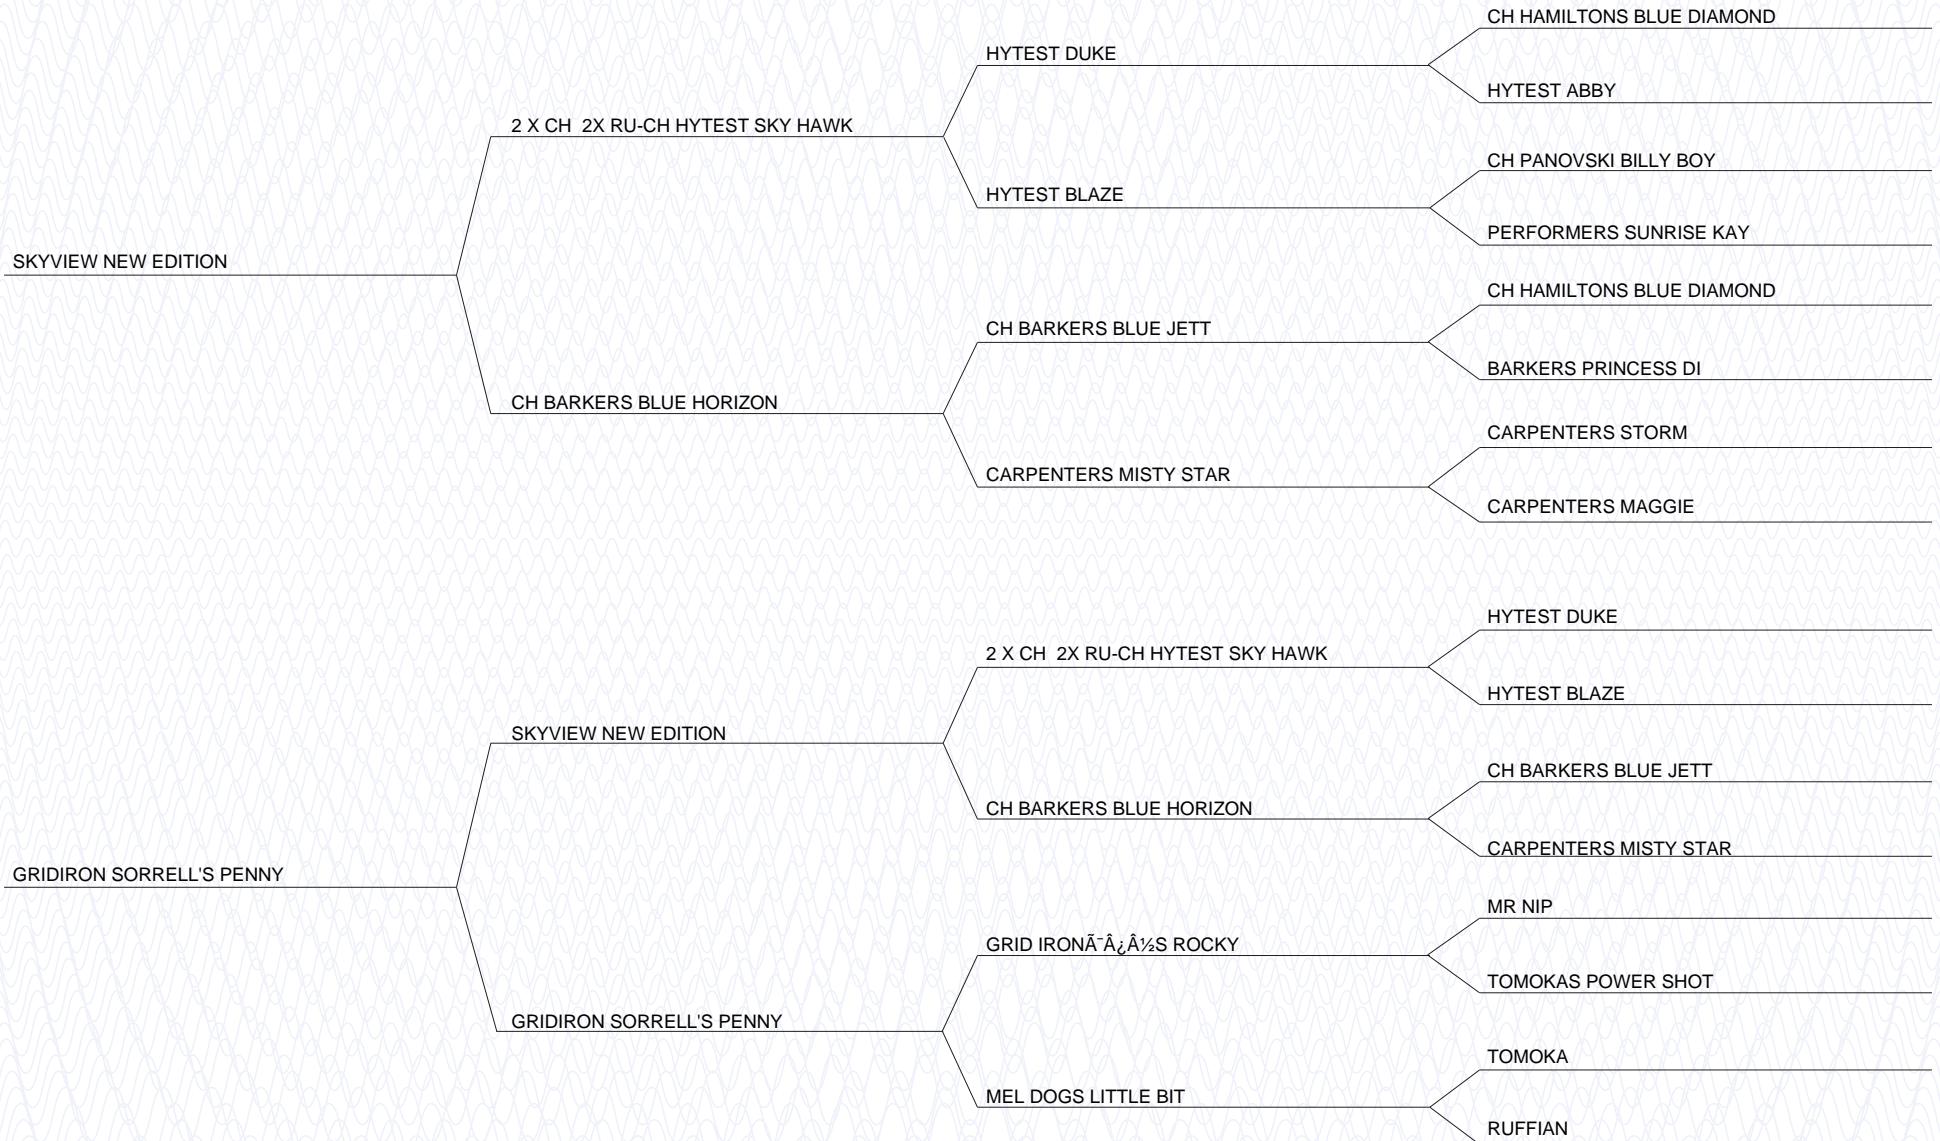 CH HAMILTONS BLUE DIAMOND
HYTEST DUKE
HYTEST ABBY
2 X CH  2X RU-CH HYTEST SKY HAWK
CH PANOVSKI BILLY BOY
HYTEST BLAZE
PERFORMERS SUNRISE KAY
SKYVIEW NEW EDITION
CH HAMILTONS BLUE DIAMOND
CH BARKERS BLUE JETT
BARKERS PRINCESS DI
CH BARKERS BLUE HORIZON
CARPENTERS STORM
CARPENTERS MISTY STAR
CARPENTERS MAGGIE
HYTEST DUKE
2 X CH  2X RU-CH HYTEST SKY HAWK
HYTEST BLAZE
SKYVIEW NEW EDITION
CH BARKERS BLUE JETT
CH BARKERS BLUE HORIZON
CARPENTERS MISTY STAR
GRIDIRON SORRELL'S PENNY
MR NIP
GRID IRONÃ¯Â¿Â½S ROCKY
TOMOKAS POWER SHOT
GRIDIRON SORRELL'S PENNY
TOMOKA
MEL DOGS LITTLE BIT
RUFFIAN